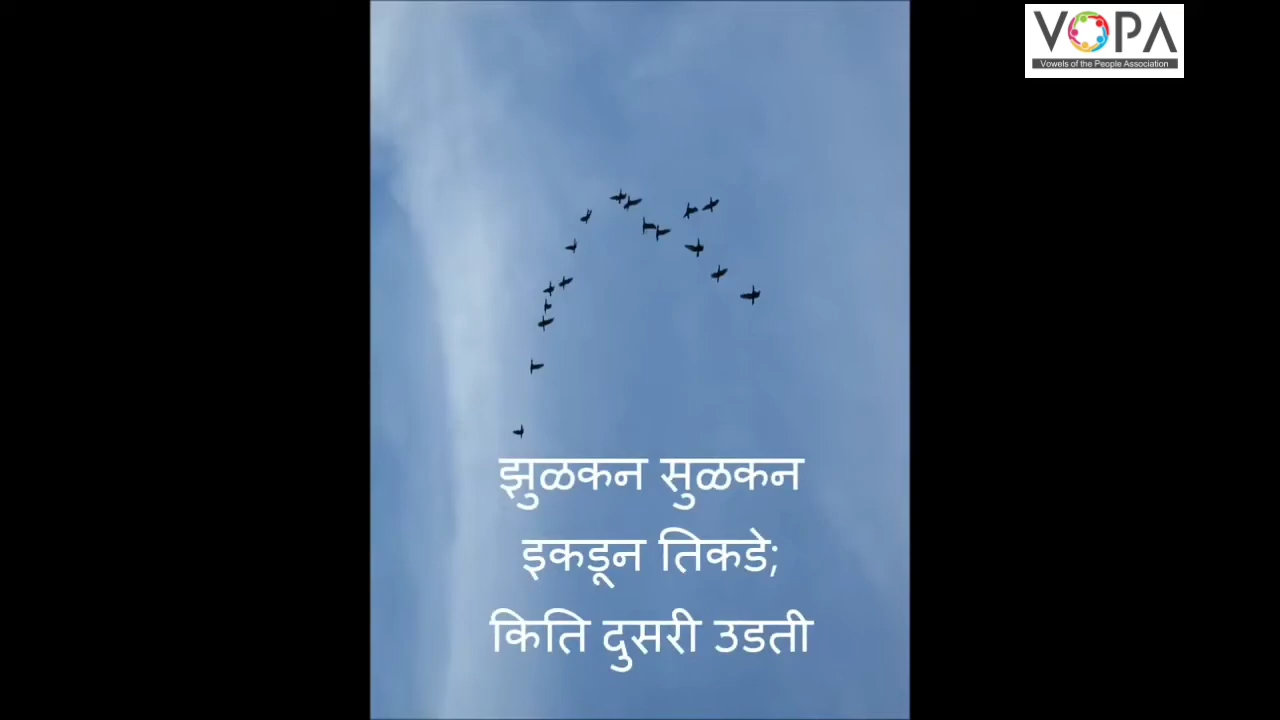 VOPA
Vowels of the People Association
झुळकन सुळकन
इकडून तिकडे;
किति दुसरी उडती